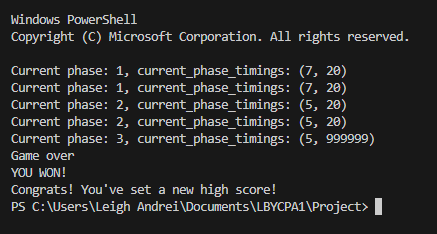 Windows PowerShell
Copyright (C) Microsoft Corporation. All rights reserved.
Current phase: 1, current_phase_timings: (7, 20)
Current phase: 1, current_phase_timings: (7, 20)
Current phase: 2, current_phase_timings: (5, 20)
Current phase: 2, current_phase_timings: (5, 20)
Current phase: 3, current_phase_timings: (5, 999999)
Game over
YOU WON!
Congrats! You've set a new high score!
PS C:\Users\Leigh Andrei\Documents\LBYCPA1\Project>